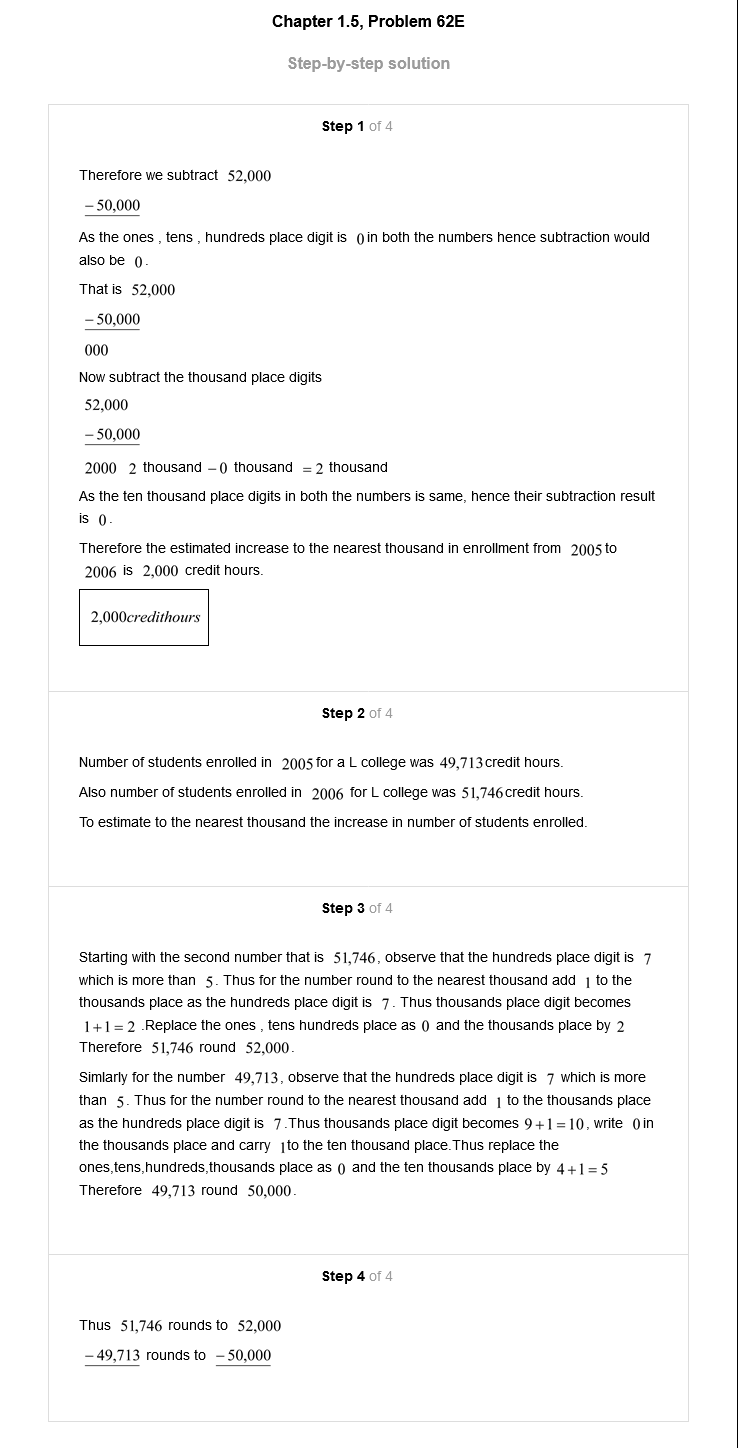 Chapter 1.5, Problem 62E
Step-by-step solution
Step 1 of 4
Therefore we subtract 52,000
− 50,000
As the ones , tens , hundreds place digit is 0 in both the numbers hence subtraction would
also be 0 .
That is 52,000
− 50,000
000
Now subtract the thousand place digits
52,000
− 50,000
2000 2 thousand − 0 thousand = 2 thousand
As the ten thousand place digits in both the numbers is same, hence their subtraction result
is 0 .
Therefore the estimated increase to the nearest thousand in enrollment from 2005 to
2006 is 2,000 credit hours.
2,000credithours
Step 2 of 4
Number of students enrolled in 2005 for a L college was 49,713 credit hours.
Also number of students enrolled in 2006 for L college was 51,746 credit hours.
To estimate to the nearest thousand the increase in number of students enrolled.
Step 3 of 4
Starting with the second number that is 51,746 , observe that the hundreds place digit is 7
which is more than 5 . Thus for the number round to the nearest thousand add 1 to the
thousands place as the hundreds place digit is 7 . Thus thousands place digit becomes
1+1 = 2 .Replace the ones , tens hundreds place as 0 and the thousands place by 2
Therefore 51,746 round 52,000 .
Simlarly for the number 49,713 , observe that the hundreds place digit is 7 which is more
than 5 . Thus for the number round to the nearest thousand add 1 to the thousands place
as the hundreds place digit is 7 .Thus thousands place digit becomes 9 +1 = 10 , write 0 in
the thousands place and carry 1 to the ten thousand place.Thus replace the
ones,tens,hundreds,thousands place as 0 and the ten thousands place by 4 +1 = 5
Therefore 49,713 round 50,000 .
Step 4 of 4
Thus 51,746 rounds to 52,000
− 49,713 rounds to − 50,000